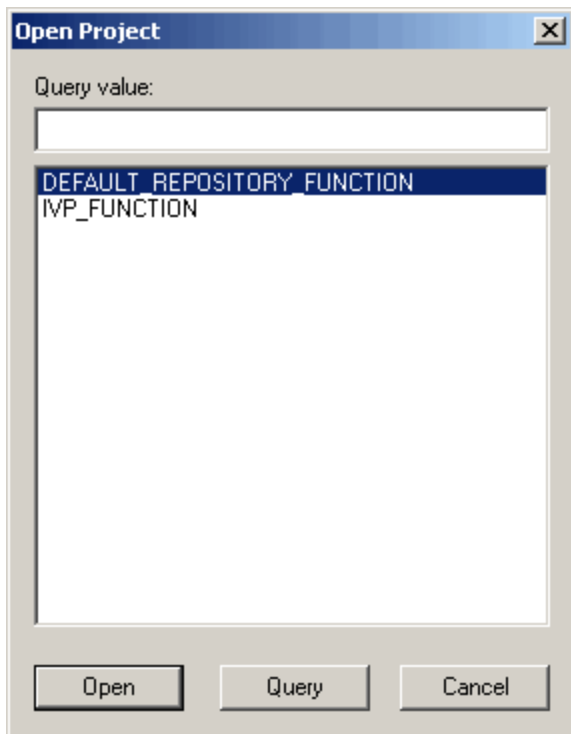 Open Project
Query value:
DEFAULT_REPOSITORY_FUNCTION
IVP_FUNCTION
Open Query Cancel